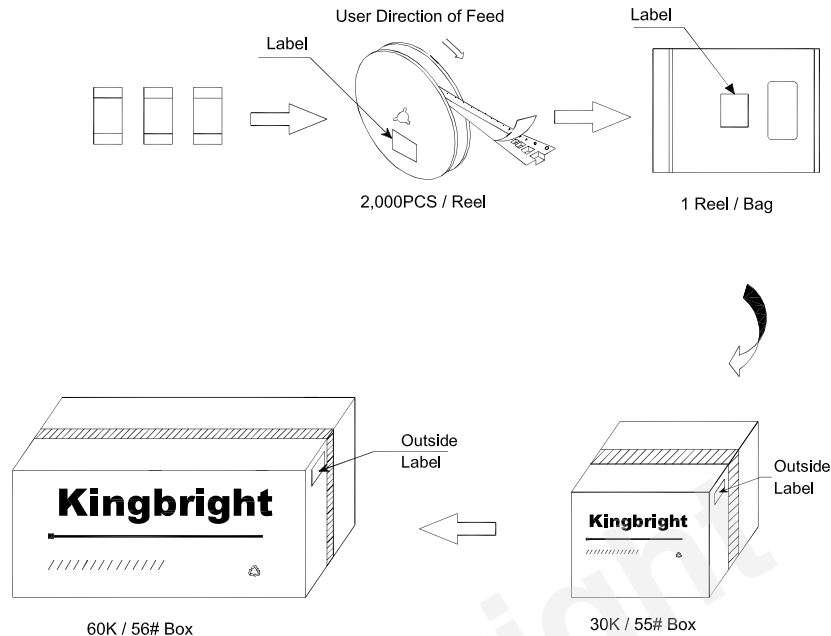 User Direction of Feed
Label
Label
2,000PCS / Reel
1 Reel / Bag
Outside
Label
Kingbright
60K / 56# Box
Outside
Label
Kingbright
30K / 55# Box